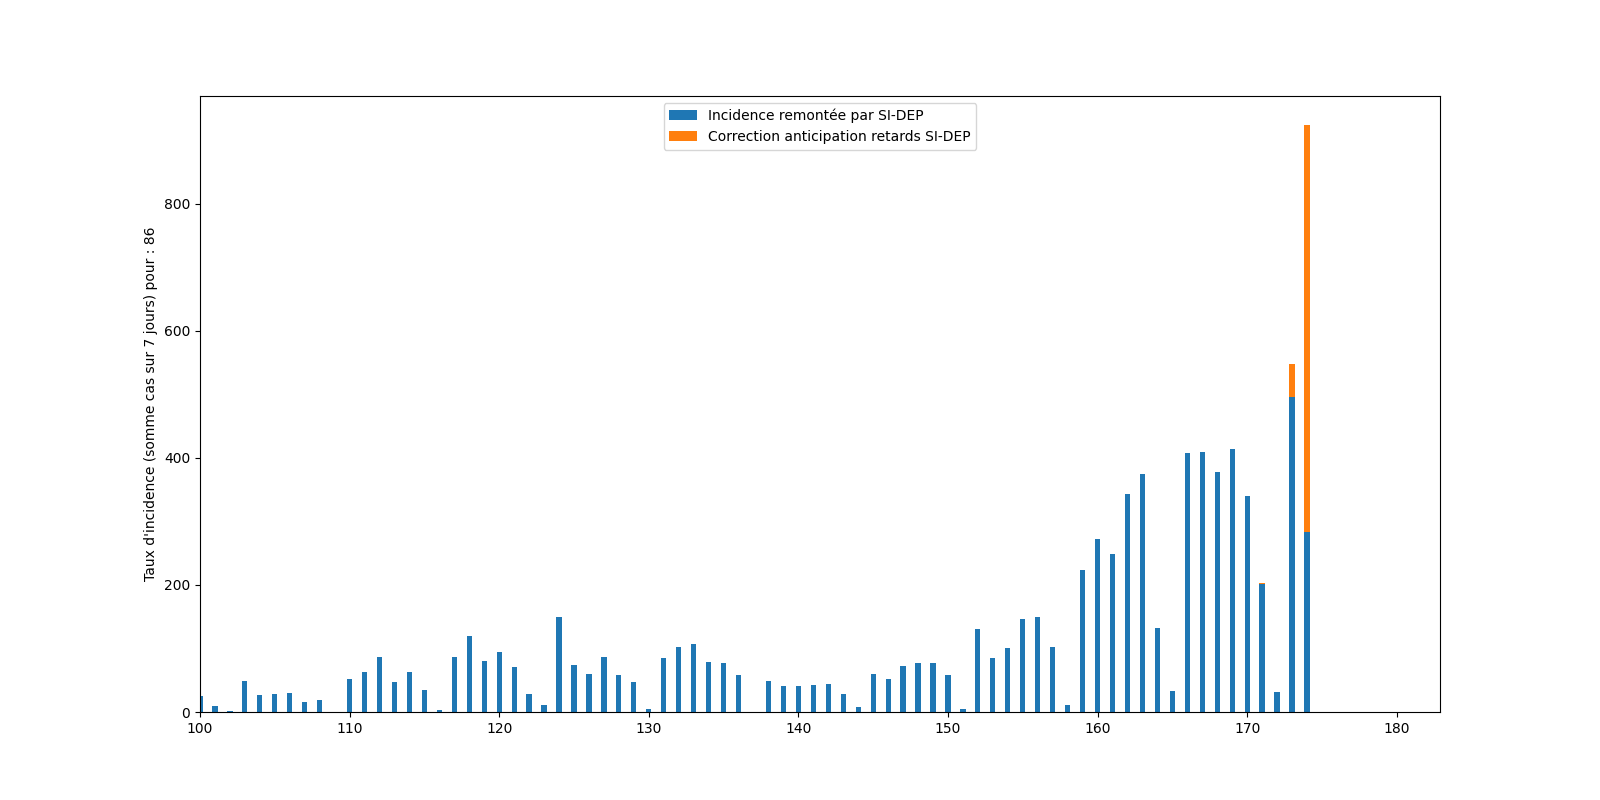 Incidence remontée par SI-DEP
Correction anticipation retards SI-DEP
Taux d'incidence (somme cas sur 7 jours) pour : 86
800
600
400
200
0
100 110 120 130 140 150 160 170 180